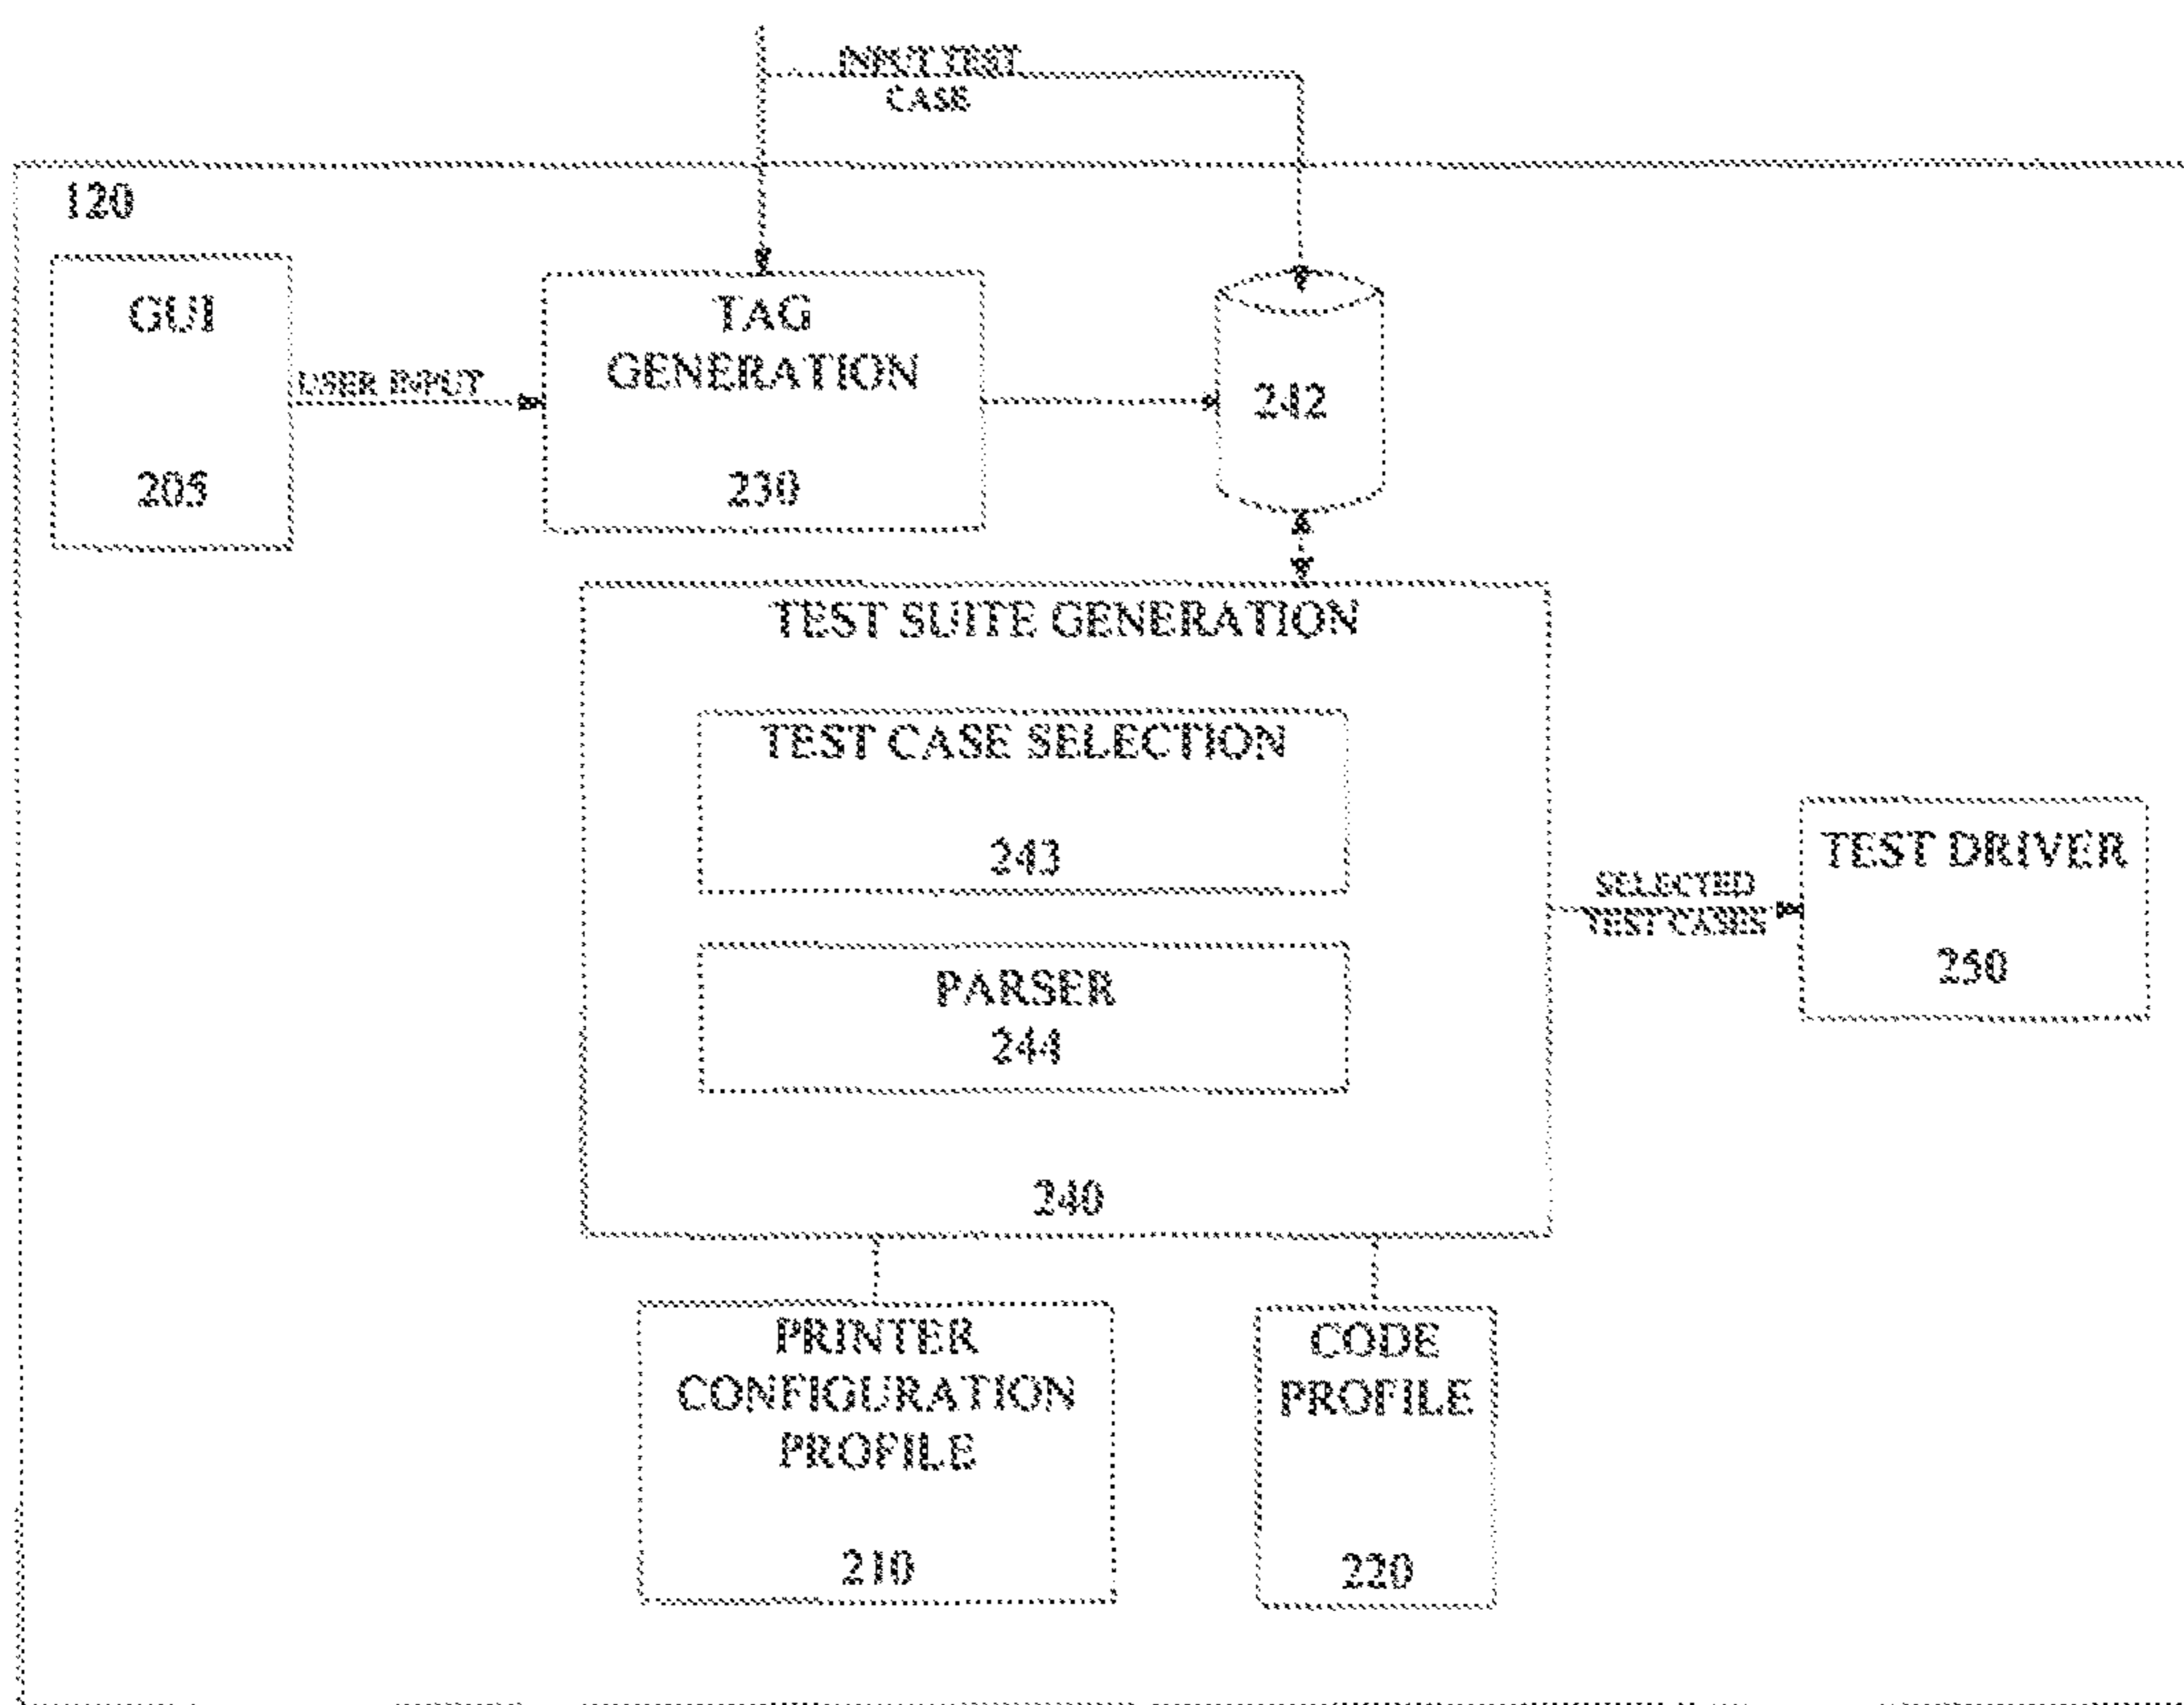 INPUT TEST
CASE
120
GUI
205
USER INPUT
TAG
GENERATION
230
242
TEST SUITE GENERATION
TEST CASE SELECTION
243
PARSER
244
240
SELECTED
TEST CASES
TEST DRIVER
250
PRINTER
CONFIGURATION
PROFILE
210
CODE
PROFILE
220